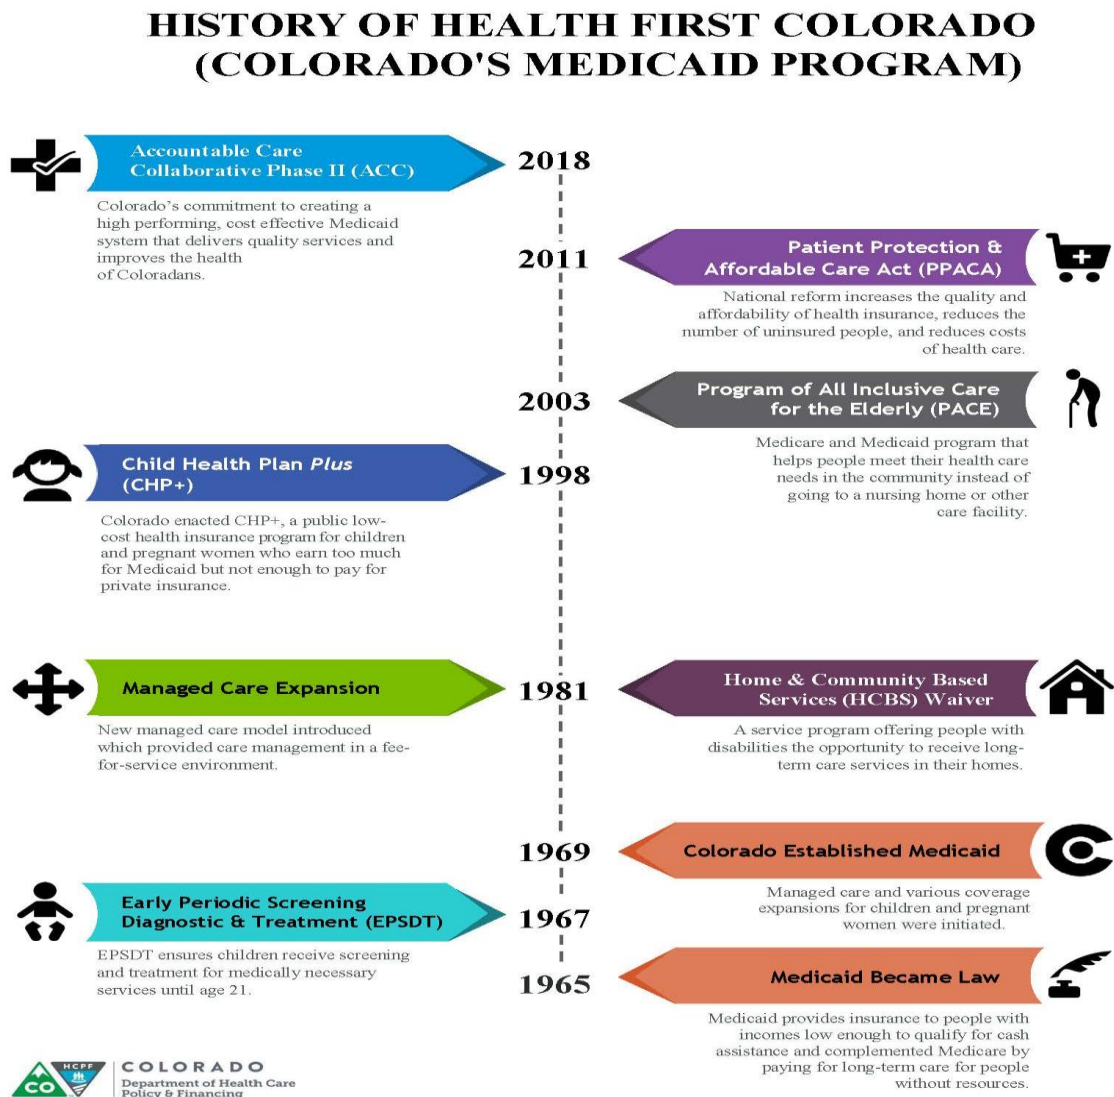 HISTORY OF HEALTH FIRST COLORADO
(COLORADO'S MEDICAID PROGRAM)
Accountable Care
Collaborative Phase II (ACC)
2018
Colorado’s commitment to creating a
high performing, cost effective Medicaid
system that delivers quality services and
improves the health
of Coloradans.
2011
Patient Protection &
Affordable Care Act (PPACA)
National reform increases the quality and
affordability of health insurance, reduces the
number of uninsured people, and reduces costs
of health care.
2003
Program of All Inclusive Care
for the Elderly (PACE)
Medicare and Medicaid program that
helps people meet their health care
needs in the community instead of
going to a nursing home or other
care facility.
Child Health Plan Plus
(CHP+)
1998
Colorado enacted CHP+, a public low-
cost health insurance program for children
and pregnant women who earn too much
for Medicaid but not enough to pay for
private insurance.
Managed Care Expansion
1981
New managed care model introduced
which provided care management in a fee-
for-service environment.
Home & Community Based
Services (HCBS) Waiver
A service program offering people with
disabilities the opportunity to receive long-
term care services in their homes.
1969
Colorado Established Medicaid
Managed care and various coverage
expansions for children and pregnant
women were initiated.
Early Periodic Screening
Diagnostic & Treatment (EPSDT)
1967
EPSDT ensures children receive screening
and treatment for medically necessary
services until age 21.
1965
Medicaid Became Law
Medicaid provides insurance to people with
incomes low enough to qualify for cash
assistance and complemented Medicare by
paying for long-term care for people
without resources.
CO
HCPF
COLORADO
Department of Health Care
Policy & Financing